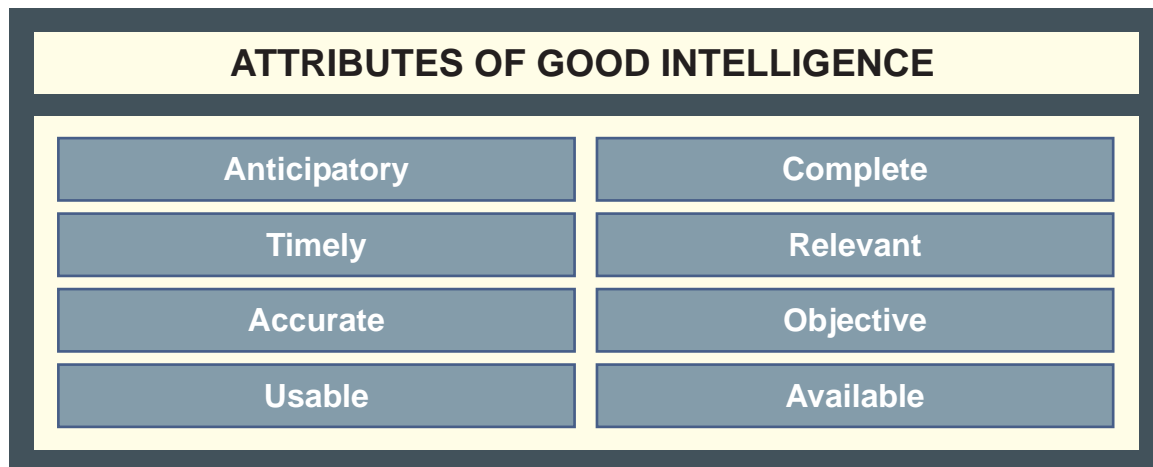 ATTRIBUTES OF GOOD INTELLIGENCE
Anticipatory
Complete
Timely
Relevant
Accurate
Objective
Usable
Available